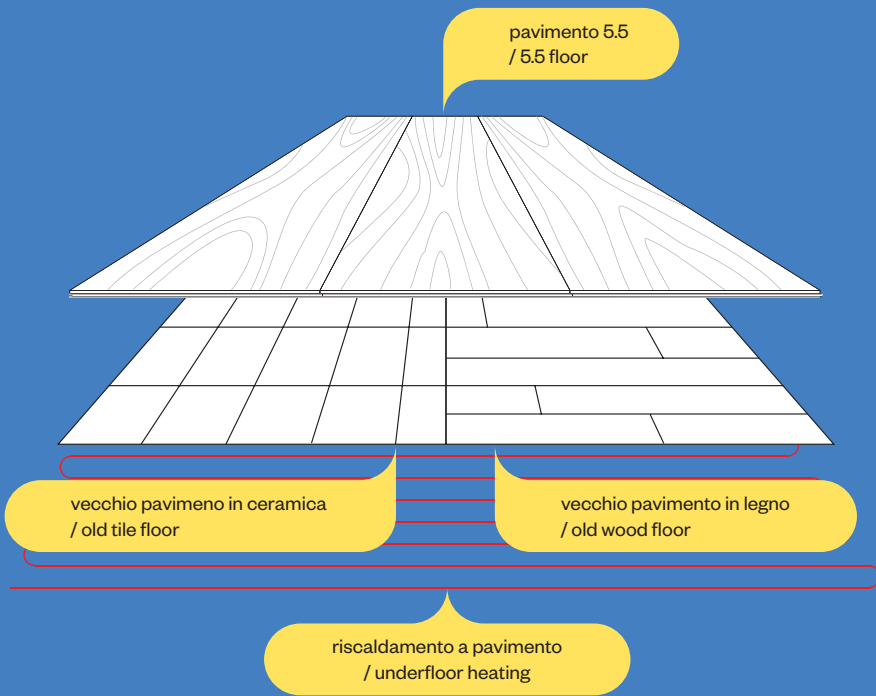 pavimento 5.5
/ 5.5 floor
vecchio pavimeno in ceramica
/ old tile floor
vecchio pavimento in legno
/ old wood floor
riscaldamento a pavimento
/ underfloor heating